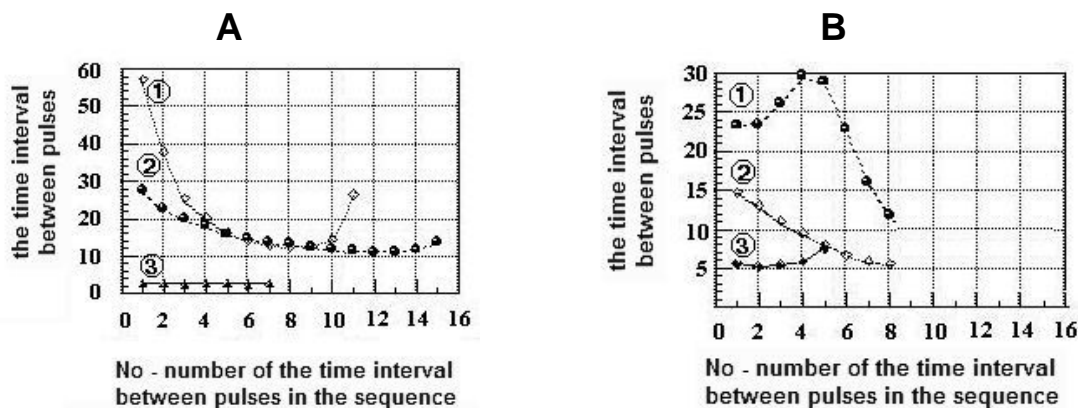 A
the time interval
between pulses
60
50
40
30
20
10
0
①
②
③
0 2 4 6 8 10 12 14 16
No - number of the time interval
between pulses in the sequence
B
the time interval
between pulses
30
25
20
15
10
5
①
②
③
0 2 4 6 8 10 12 14 16
No - number of the time interval
between pulses in the sequence